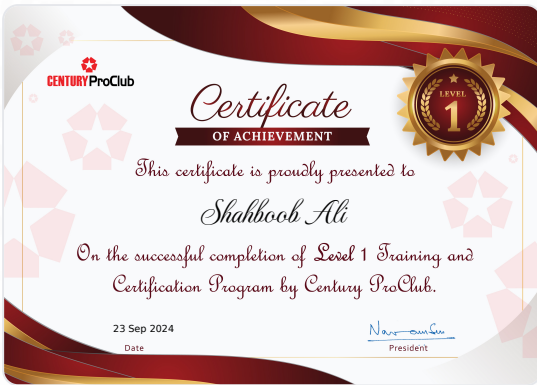 CENTURY ProClub
Certificate
OF ACHIEVEMENT
LEVEL
1
This certificate is proudly presented to
Shahboob Ali
On the successful completion of Level 1 Training and
Certification Program by Century ProClub.
23 Sep 2024
Date
President